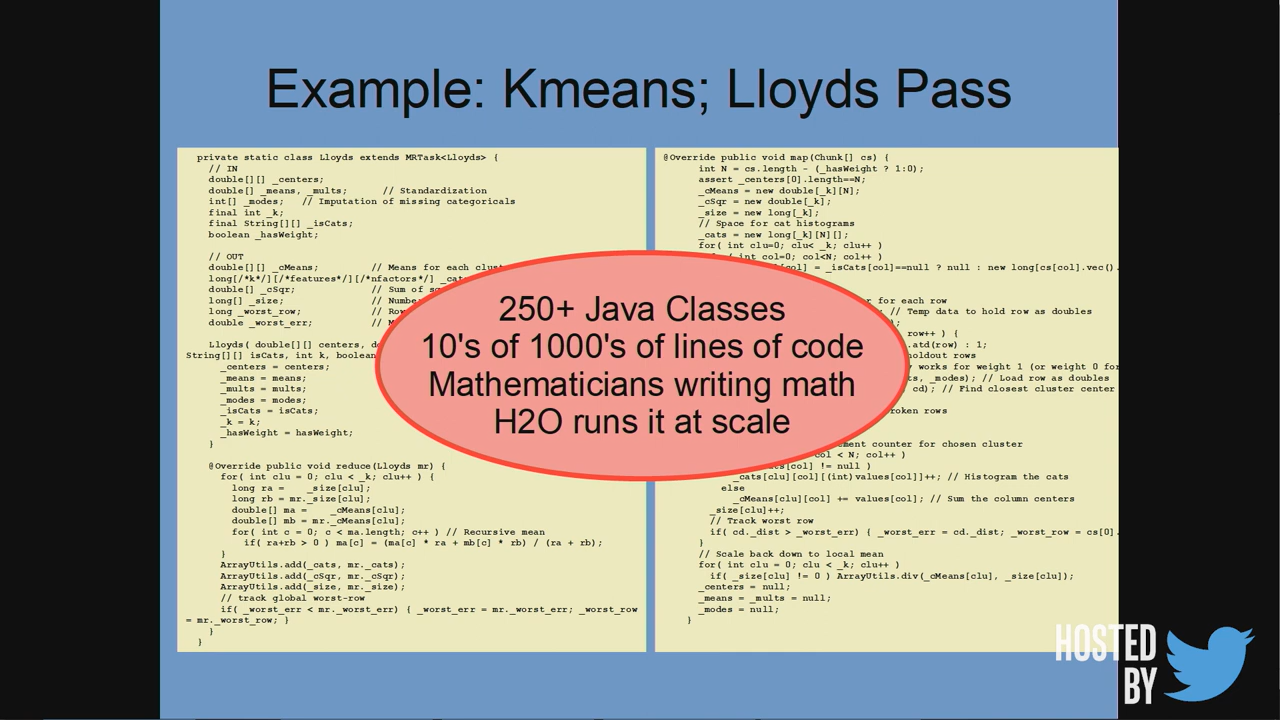 Example: Kmeans; Lloyds Pass
private static class Lloyds extends MRTask<Lloyds> {
// IN
double[][] _centers;
double[] _means, _mults; // Standardization
int[] _modes; // Imputation of missing categoricals
final int _k;
final String[][] _isCats;
boolean _hasWeight;
// OUT
double[][] _cMeans; // Means for each
long[/*k*/][/*features*/][/*nfactors*/]
double[] _cSqr; // Sum of
long[] _size;
long _worst_row;
double _worst_err;
Lloyds( double[][] centers,
String[][] isCats, int k, boolean
_centers = centers;
_means = means;
_mults = mults;
_modes = modes;
_isCats = isCats;
_k = k;
_hasWeight = hasWeight;
}
@Override public void reduce(Lloyds mr) {
for( int clu = 0; clu < _k; clu++ ) {
long ra = _size[clu];
long rb = mr._size[clu];
double[] ma = _cMeans[clu];
double[] mb = mr._cMeans[clu];
for( int c = 0; c < ma.length; c++ ) // Recursive mean
if( ra+rb > 0 ) ma[c] = (ma[c] * ra + mb[c] * rb) / (ra + rb);
}
ArrayUtils.add(_cats, mr._cats);
ArrayUtils.add(_cSqr, mr._cSqr);
ArrayUtils.add(_size, mr._size);
// track global worst-row
if( _worst_err < mr._worst_err) { _worst_err = mr._worst_err; _worst_row
= mr._worst_row; }
}
}
@Override public void map(Chunk[] cs) {
int N = cs.length - (_hasWeight ? 1:0);
assert _centers[0].length==N;
_cMeans = new double[_k][N];
_cSqr = new double[_k];
_size = new long[_k];
// Space for cat histograms
_cats = new long[_k][N][];
for( int clu=0; clu< _k; clu++ )
int col=0; col<N; col++ )
[col] = _isCats[col]==null ? null : new long[cs[col].vec().
for each row
// Temp data to hold row as doubles
row++ ) {
.atd(row) : 1;
holdout rows
works for weight 1 (or weight 0 for
_modes); // Load row as doubles
cd); // Find closest cluster center
rows
counter for chosen cluster
col < N; col++ )
[col] != null )
_cats[clu][col][(int)values[col]]++; // Histogram the cats
else
_cMeans[clu][col] += values[col]; // Sum the column centers
_size[clu]++;
// Track worst row
if( cd._dist > _worst_err) { _worst_err = cd._dist; _worst_row = cs[0].
}
// Scale back down to local mean
for( int clu = 0; clu < _k; clu++ )
if( _size[clu] != 0 ) ArrayUtils.div(_cMeans[clu], _size[clu]);
_centers = null;
_means = _mults = null;
_modes = null;
}
250+ Java Classes
10's of 1000's of lines of code
Mathematicians writing math
H2O runs it at scale
HOSTED
BY